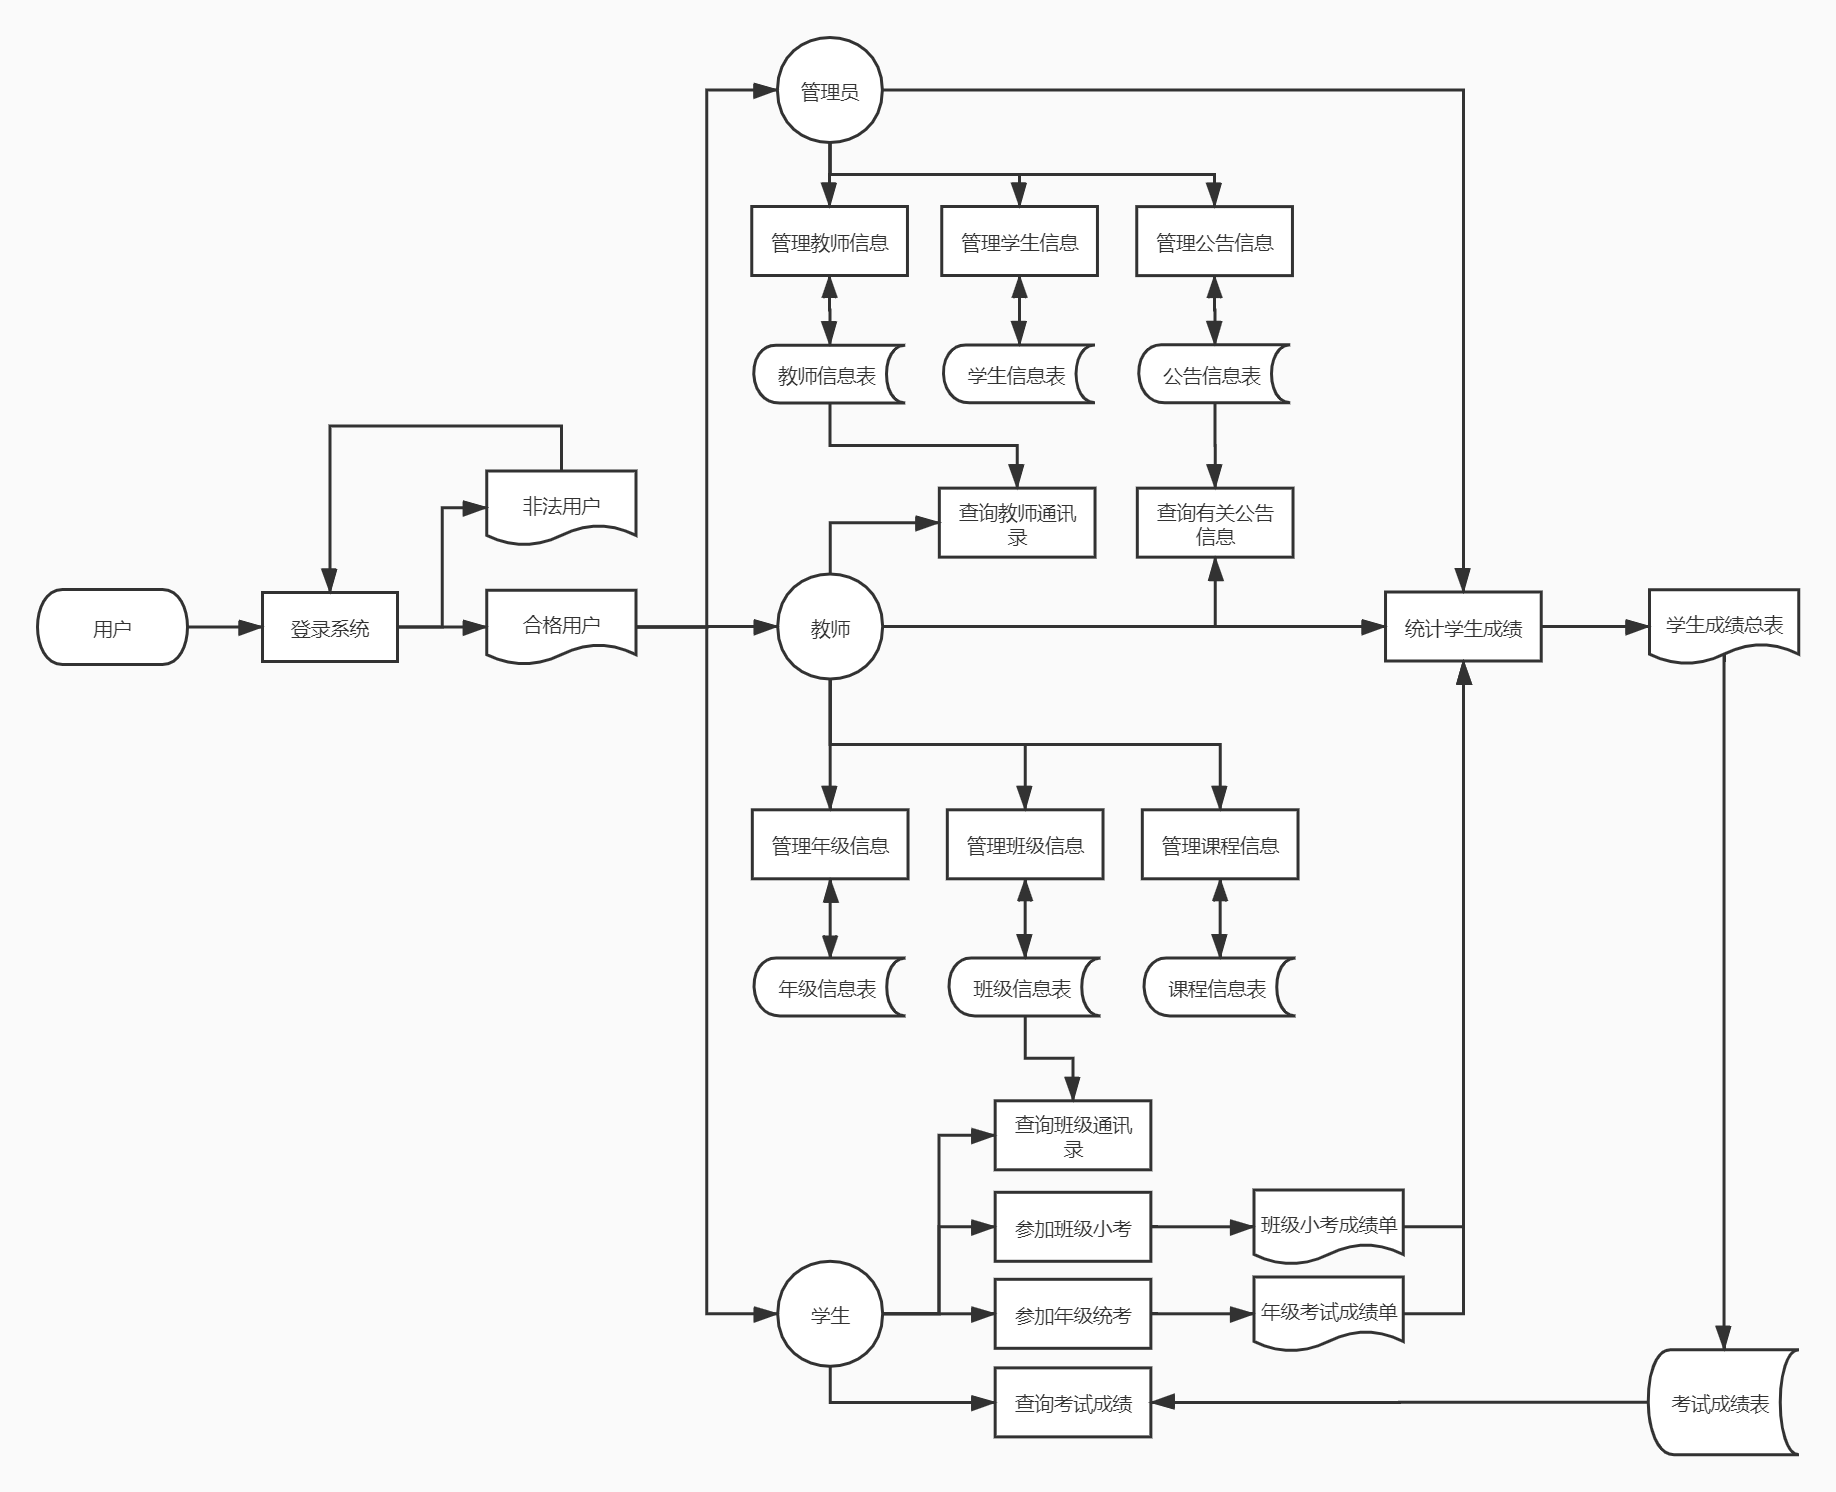 管理员
管理教师信息
管理学生信息
管理公告信息
教师信息表
学生信息表
公告信息表
非法用户
查询教师通讯
录
查询有关公告
信息
用户
登录系统
合格用户
教师
统计学生成绩
学生成绩总表
管理年级信息
管理班级信息
管理课程信息
年级信息表
班级信息表
课程信息表
查询班级通讯
录
参加班级小考
班级小考成绩单
学生
参加年级统考
年级考试成绩单
查询考试成绩
考试成绩表